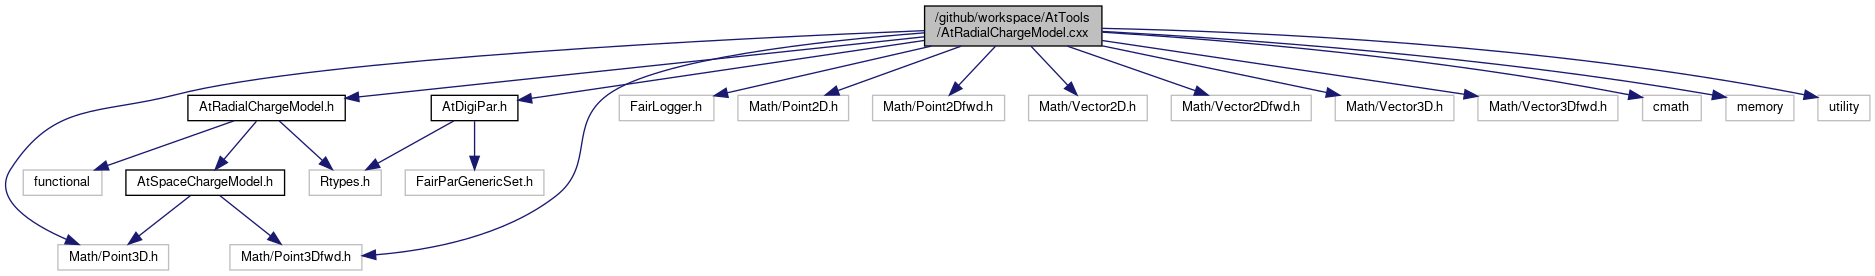 /github/workspace/AtTools
/AtRadialChargeModel.cxx
AtRadialChargeModel.h
AtDigiPar.h
FairLogger.h
Math/Point2D.h
Math/Point2Dfwd.h
Math/Vector2D.h
Math/Vector2Dfwd.h
Math/Vector3D.h
Math/Vector3Dfwd.h
cmath
memory
utility
functional
AtSpaceChargeModel.h
Rtypes.h
FairParGenericSet.h
Math/Point3D.h
Math/Point3Dfwd.h